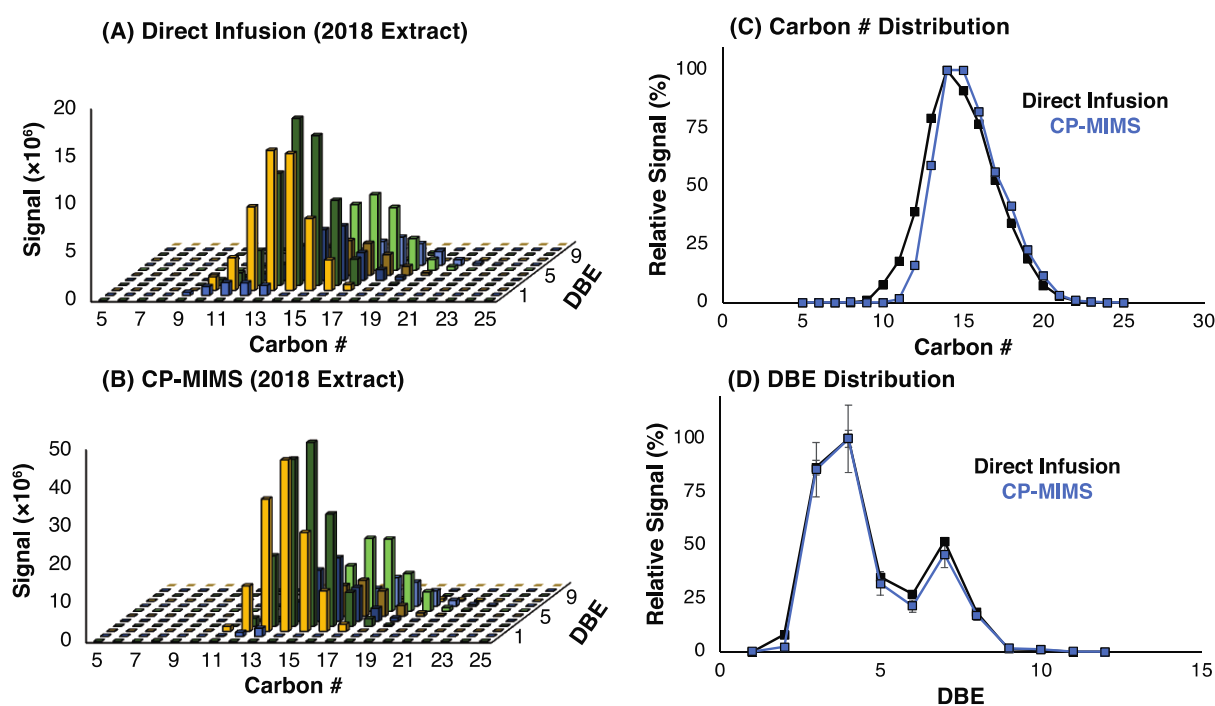 (A) Direct Infusion (2018 Extract)
Signal (×10⁶)
20
15
10
5
0
5 7 9 11 13 15 17 19 21 23 25
Carbon #
1 5 9
DBE
(B) CP-MIMS (2018 Extract)
Signal (×10⁶)
50
40
30
20
10
0
5 7 9 11 13 15 17 19 21 23 25
Carbon #
1 5 9
DBE
(C) Carbon # Distribution
Relative Signal (%)
100
75
50
25
0
Direct Infusion
CP-MIMS
0 5 10 15 20 25 30
Carbon #
(D) DBE Distribution
Relative Signal (%)
100
75
50
25
0
Direct Infusion
CP-MIMS
0 5 10 15
DBE